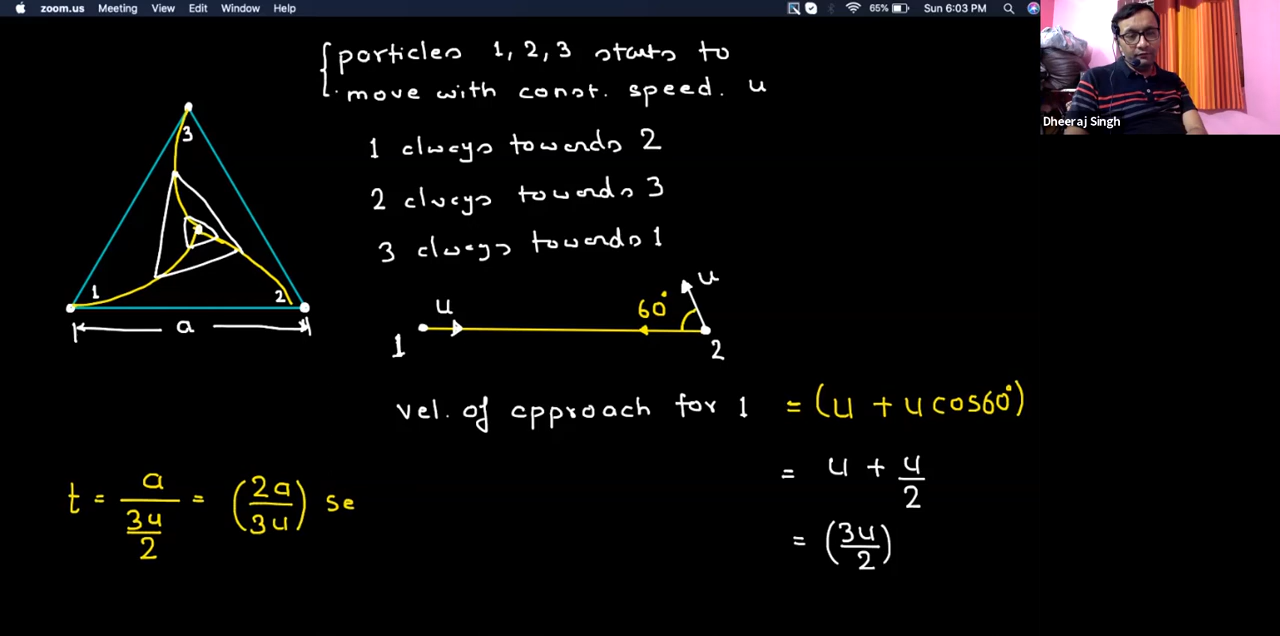 zoom.us Meeting View Edit Window Help 65% Sun 6:03 PM
{particles 1, 2, 3 starts to
move with const. speed. u
Dheeraj Singh
3
1 always towards 2
2 always towards 3
3 always towards 1
1 2
a
u 60° u
1 2
vel. of approach for 1 = (u + u cos60°)
= u + u/2
t = a/(3u/2) = (2a/3u) se
= (3u/2)